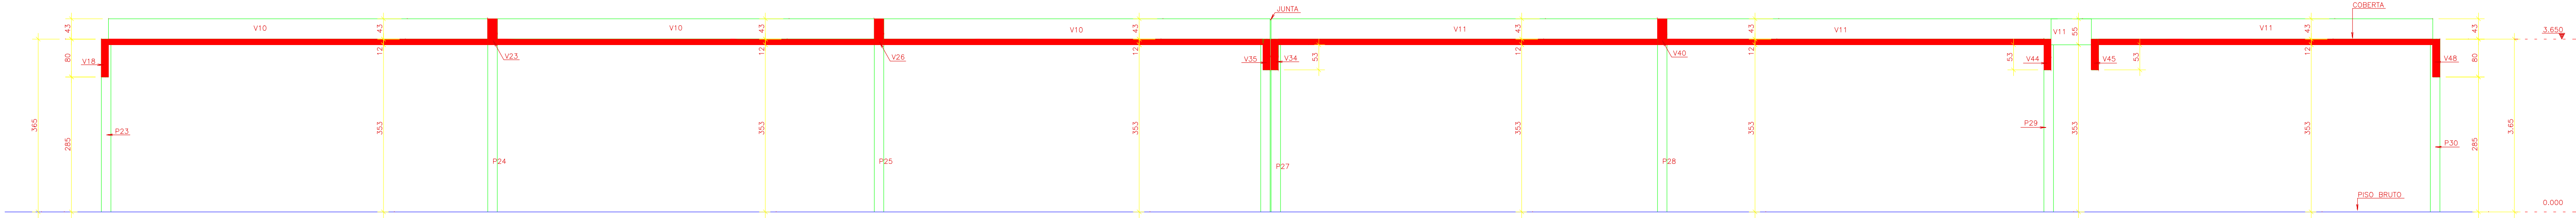 JUNTA
COBERTA
43
V10
43
V10
43
V10
43
V11
43
43
V11
V11
55
V11
43
43
3.650
12
12
12
12
12
12
80
V18
V23
V26
V35
V34
53
V40
53
V44
V45
53
V48
80
365
285
P23
353
P24
353
P25
353
P27
353
P28
353
P29
353
353
P30
285
3.65
PISO BRUTO
0.000